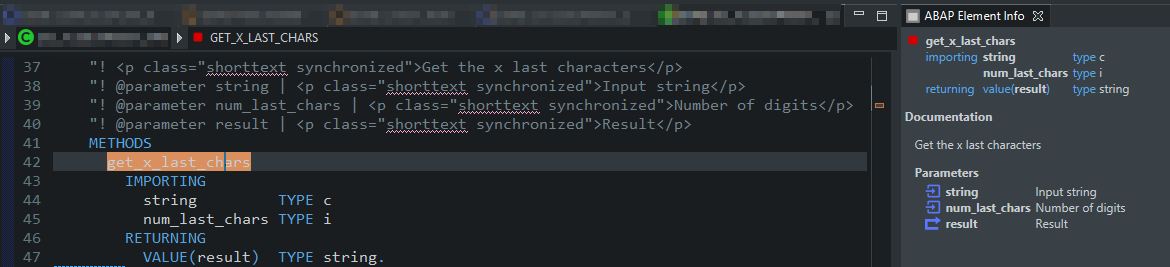 ABAP Element Info
C
GET_X_LAST_CHARS
37 "! <p class="shorttext synchronized">Get the x last characters</p>
38 "! @parameter string | <p class="shorttext synchronized">Input string</p>
39 "! @parameter num_last_chars | <p class="shorttext synchronized">Number of digits</p>
40 "! @parameter result | <p class="shorttext synchronized">Result</p>
41 METHODS
42 get_x_last_chars
43 IMPORTING
44 string TYPE c
45 num_last_chars TYPE i
46 RETURNING
47 VALUE(result) TYPE string.
get_x_last_chars
importing string type c
num_last_chars type i
returning value(result) type string
Documentation
Get the x last characters
Parameters
string Input string
num_last_chars Number of digits
result Result